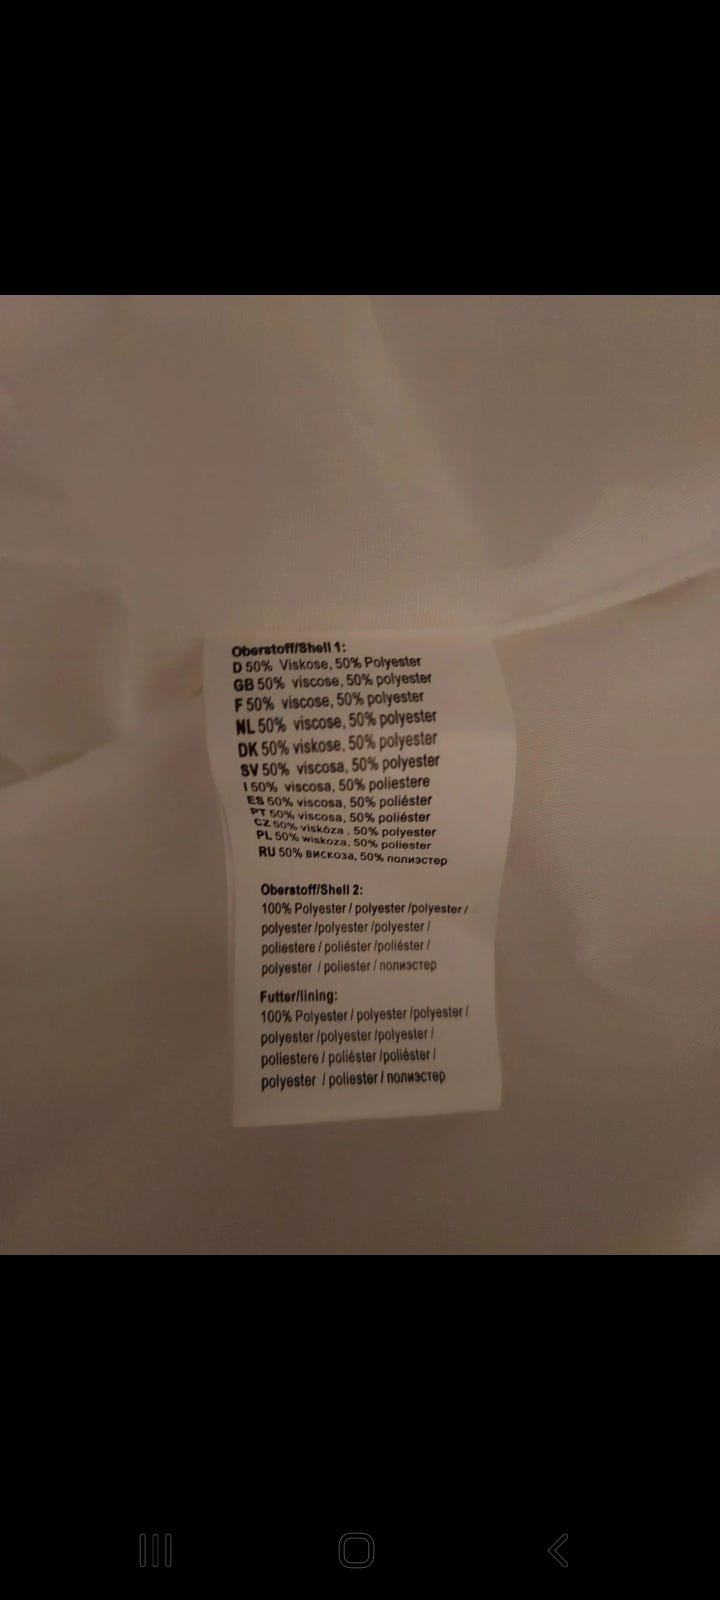 Oberstoff/Shell 1:
D 50% Viskose, 50% Polyester
GB 50% viscose, 50% polyester
F 50% viscose, 50% polyester
NL 50% viscose, 50% polyester
DK 50% viskose, 50% polyester
SV 50% viscosa, 50% polyester
I 50% viscosa, 50% poliestere
ES 50% viscosa, 50% poliéster
PT 50% viscosa, 50% poliéster
CZ 50% viskóza , 50% polyester
PL 50% wiskoza, 50% poliester
RU 50% вискоза, 50% полиэстер
Oberstoff/Shell 2:
100% Polyester / polyester /polyester /
polyester /polyester /polyester /
poliestere / poliéster /poliéster /
polyester / poliester / полиэстер
Futter/lining:
100% Polyester / polyester /polyester /
polyester /polyester /polyester /
poliestere / poliéster /poliéster /
polyester / poliester / полиэстер